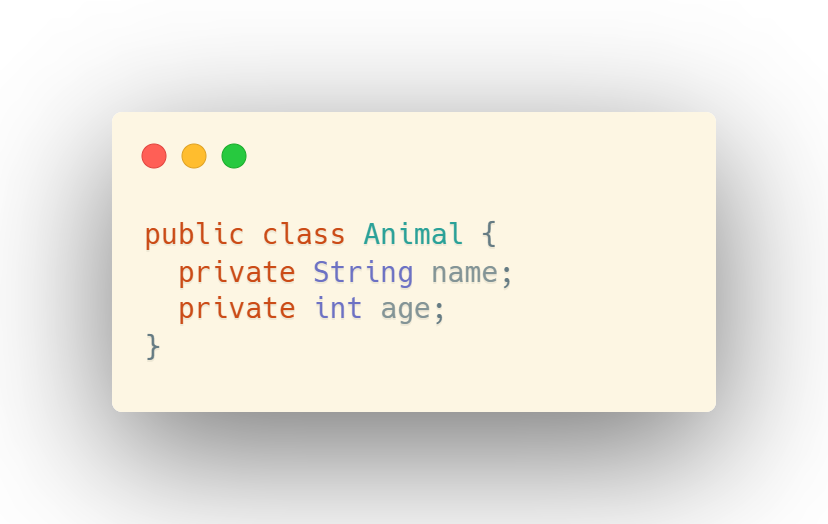 public class Animal {
  private String name;
  private int age;
}